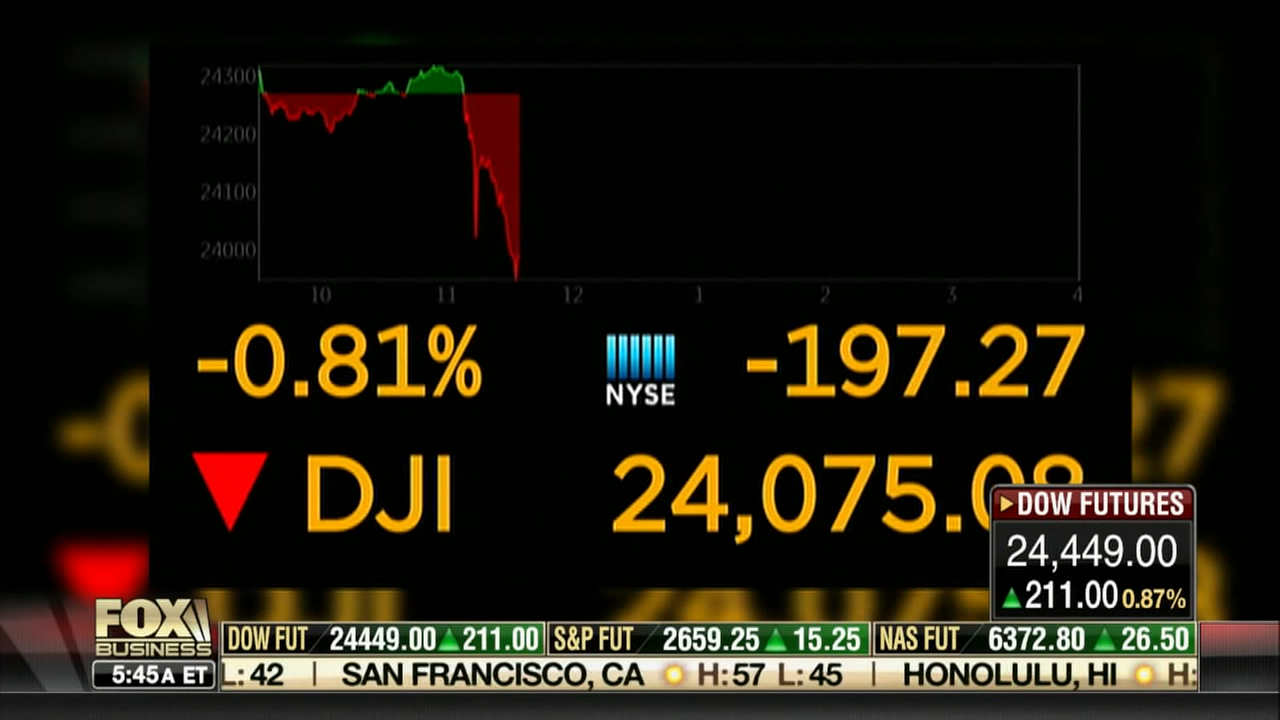 24300
24200
24100
24000
10 11 12 1 2 3 4
-0.81% NYSE -197.27
DJI 24,075.08
DOW FUTURES
24,449.00
211.00 0.87%
FOX
BUSINESS
DOW FUT 24449.00 211.00 S&P FUT 2659.25 15.25 NAS FUT 6372.80 26.50
5:45A ET L: 42 | SAN FRANCISCO, CA H: 57 L: 45 | HONOLULU, HI H: